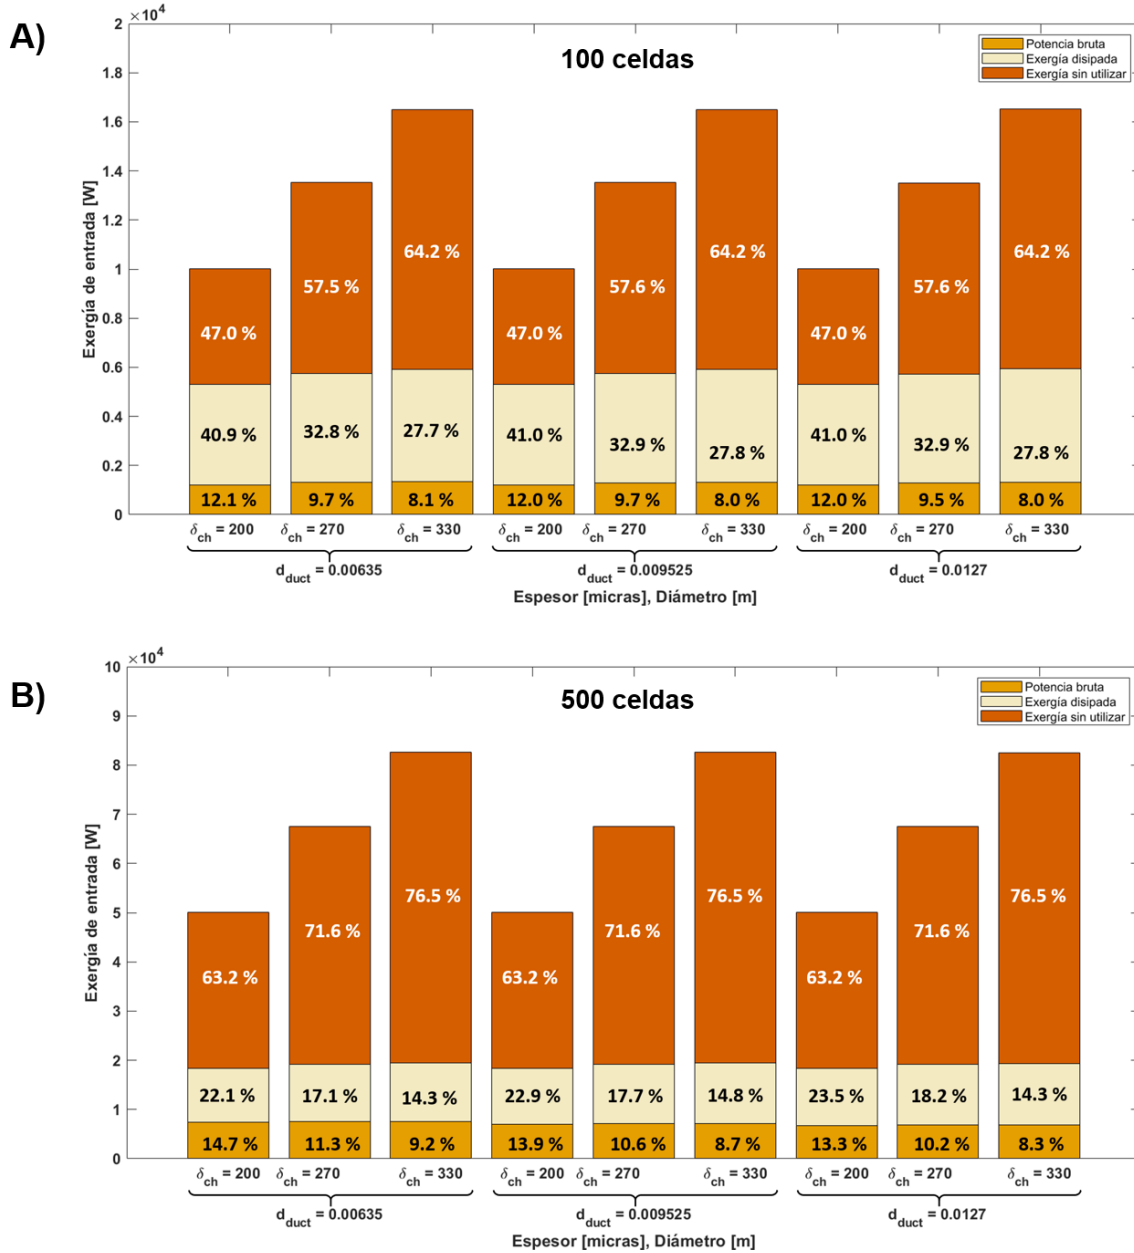 A)
×10⁴
100 celdas
Potencia bruta
Exergía disipada
Exergía sin utilizar
Exergía de entrada [W]
2
1.8
1.6
1.4
1.2
1
0.8
0.6
0.4
0.2
0
64.2 % 64.2 % 64.2 %
57.5 % 57.6 % 57.6 %
47.0 % 47.0 % 47.0 %
40.9 % 32.8 % 27.7 % 41.0 % 32.9 % 27.8 % 41.0 % 32.9 % 27.8 %
12.1 % 9.7 % 8.1 % 12.0 % 9.7 % 8.0 % 12.0 % 9.5 % 8.0 %
δch = 200 δch = 270 δch = 330 δch = 200 δch = 270 δch = 330 δch = 200 δch = 270 δch = 330
dduct = 0.00635 dduct = 0.009525 dduct = 0.0127
Espesor [micras], Diámetro [m]
B)
×10⁴
500 celdas
Potencia bruta
Exergía disipada
Exergía sin utilizar
Exergía de entrada [W]
10
9
8
7
6
5
4
3
2
1
0
76.5 % 76.5 % 76.5 %
71.6 % 71.6 % 71.6 %
63.2 % 63.2 % 63.2 %
22.1 % 17.1 % 14.3 % 22.9 % 17.7 % 14.8 % 23.5 % 18.2 % 14.3 %
14.7 % 11.3 % 9.2 % 13.9 % 10.6 % 8.7 % 13.3 % 10.2 % 8.3 %
δch = 200 δch = 270 δch = 330 δch = 200 δch = 270 δch = 330 δch = 200 δch = 270 δch = 330
dduct = 0.00635 dduct = 0.009525 dduct = 0.0127
Espesor [micras], Diámetro [m]